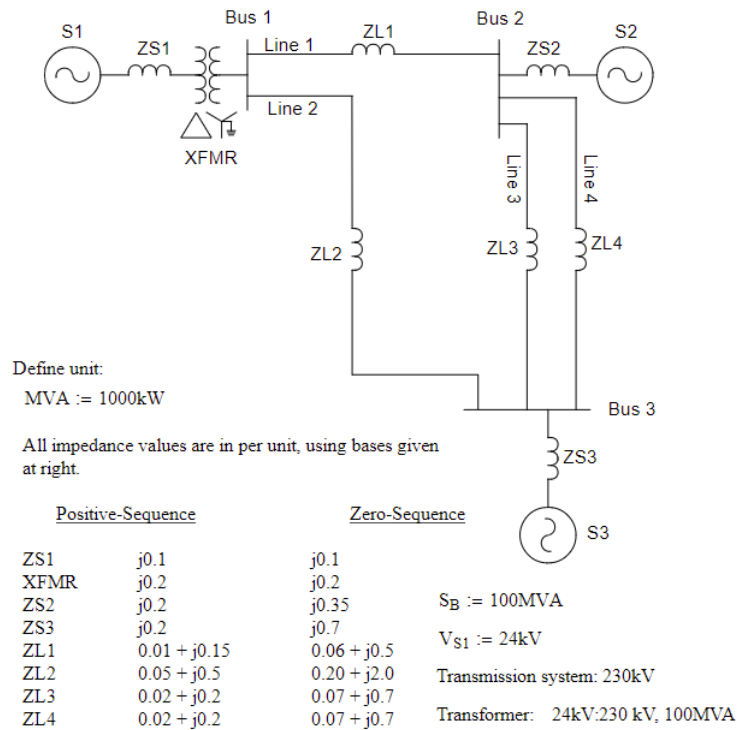 S1
ZS1
Bus 1
Line 1
ZL1
Bus 2
ZS2
S2
Line 2
XFMR
Line 3
Line 4
ZL2
ZL3
ZL4
Define unit:
MVA := 1000kW
Bus 3
All impedance values are in per unit, using bases given
at right.
ZS3
S3
Positive-Sequence Zero-Sequence
ZS1 j0.1 j0.1
XFMR j0.2 j0.2
ZS2 j0.2 j0.35
ZS3 j0.2 j0.7
ZL1 0.01 + j0.15 0.06 + j0.5
ZL2 0.05 + j0.5 0.20 + j2.0
ZL3 0.02 + j0.2 0.07 + j0.7
ZL4 0.02 + j0.2 0.07 + j0.7
SB := 100MVA
VS1 := 24kV
Transmission system: 230kV
Transformer: 24kV:230 kV, 100MVA